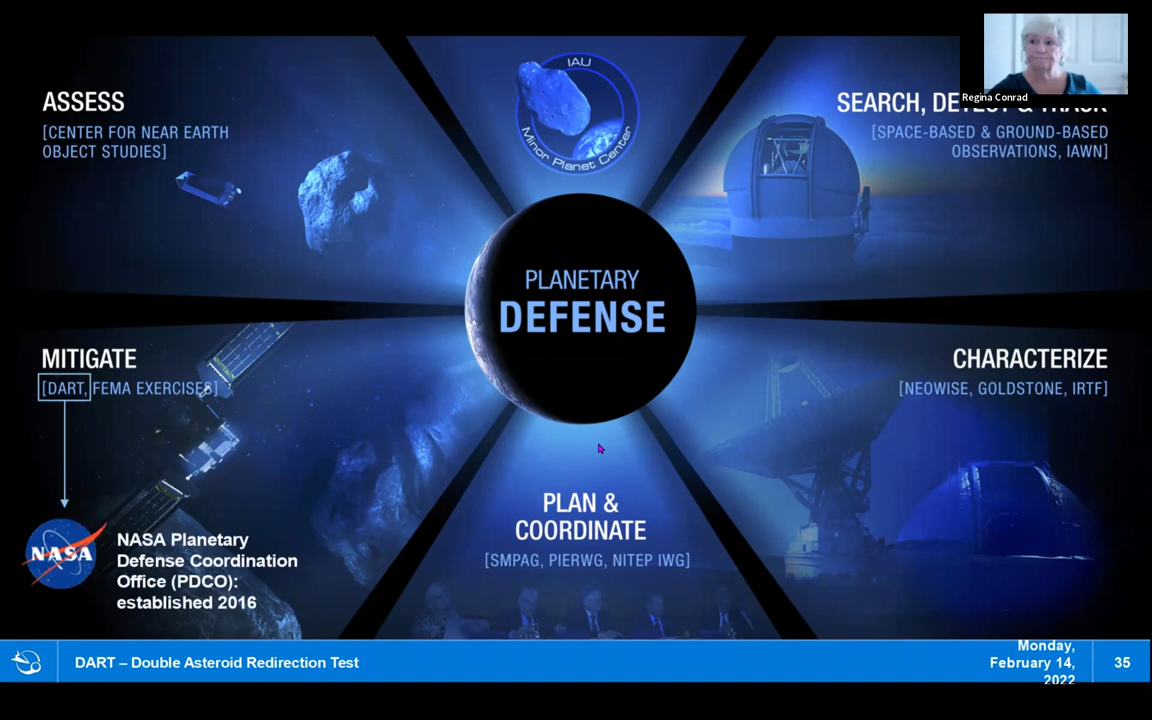 IAU
Minor Planet Center
ASSESS
[CENTER FOR NEAR EARTH
OBJECT STUDIES]
Regina Conrad
SEARCH, DETECT & TRACK
[SPACE-BASED & GROUND-BASED
OBSERVATIONS, IAWN]
PLANETARY
DEFENSE
MITIGATE
[DART, FEMA EXERCISES]
CHARACTERIZE
[NEOWISE, GOLDSTONE, IRTF]
PLAN &
COORDINATE
[SMPAG, PIERWG, NITEP IWG]
NASA
NASA Planetary
Defense Coordination
Office (PDCO):
established 2016
DART – Double Asteroid Redirection Test
Monday,
February 14,
2022
35